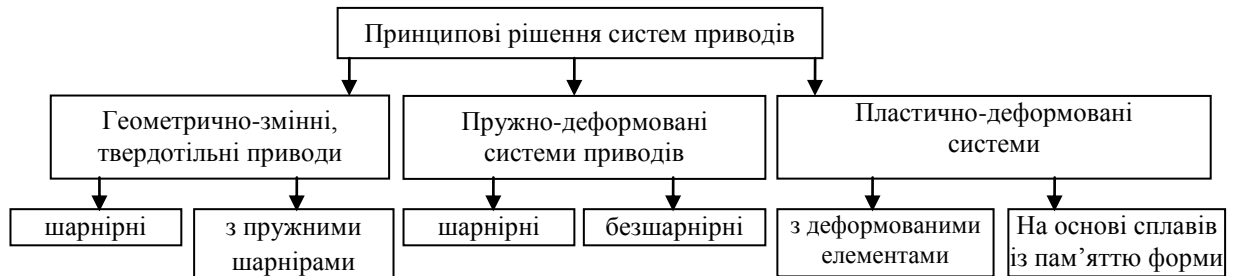 Принципові рішення систем приводів
Геометрично-змінні,
твердотільні приводи
Пружно-деформовані
системи приводів
Пластично-деформовані
системи
шарнірні
з пружними
шарнірами
шарнірні
безшарнірні
з деформованими
елементами
На основі сплавів
із пам’яттю форми